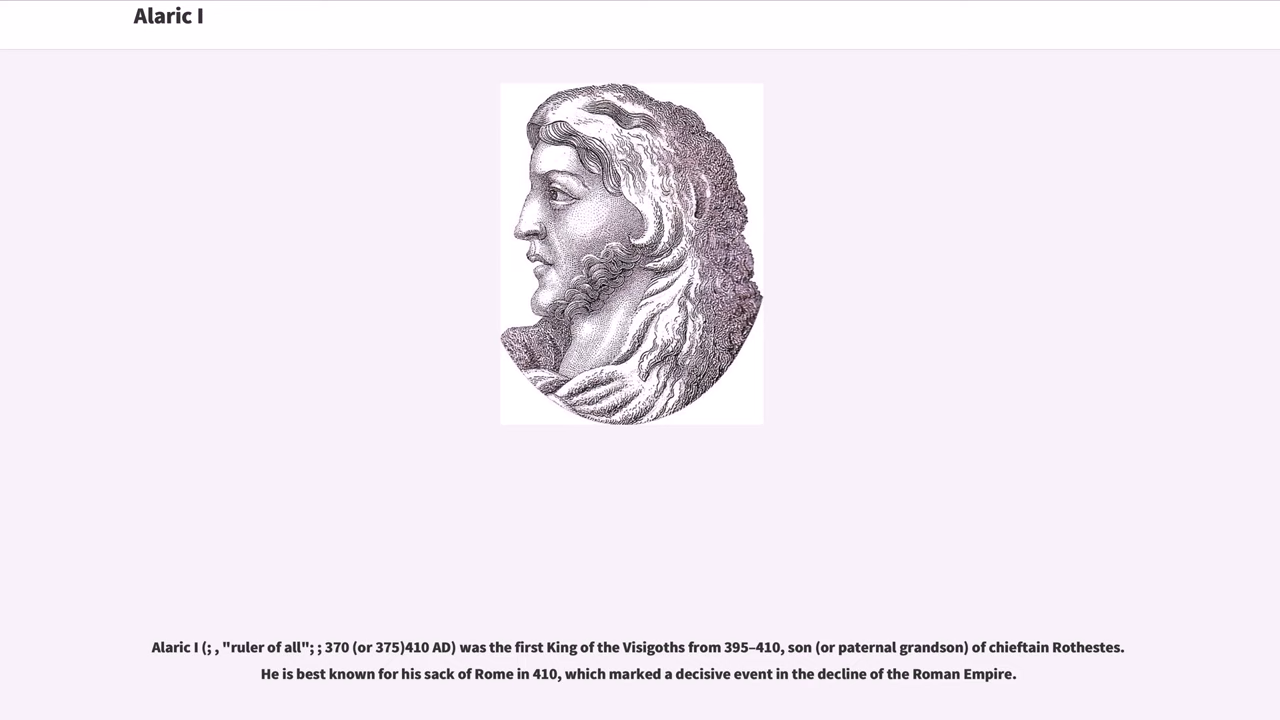 Alaric I
Alaric I (; , "ruler of all"; ; 370 (or 375)410 AD) was the first King of the Visigoths from 395–410, son (or paternal grandson) of chieftain Rothestes.
He is best known for his sack of Rome in 410, which marked a decisive event in the decline of the Roman Empire.